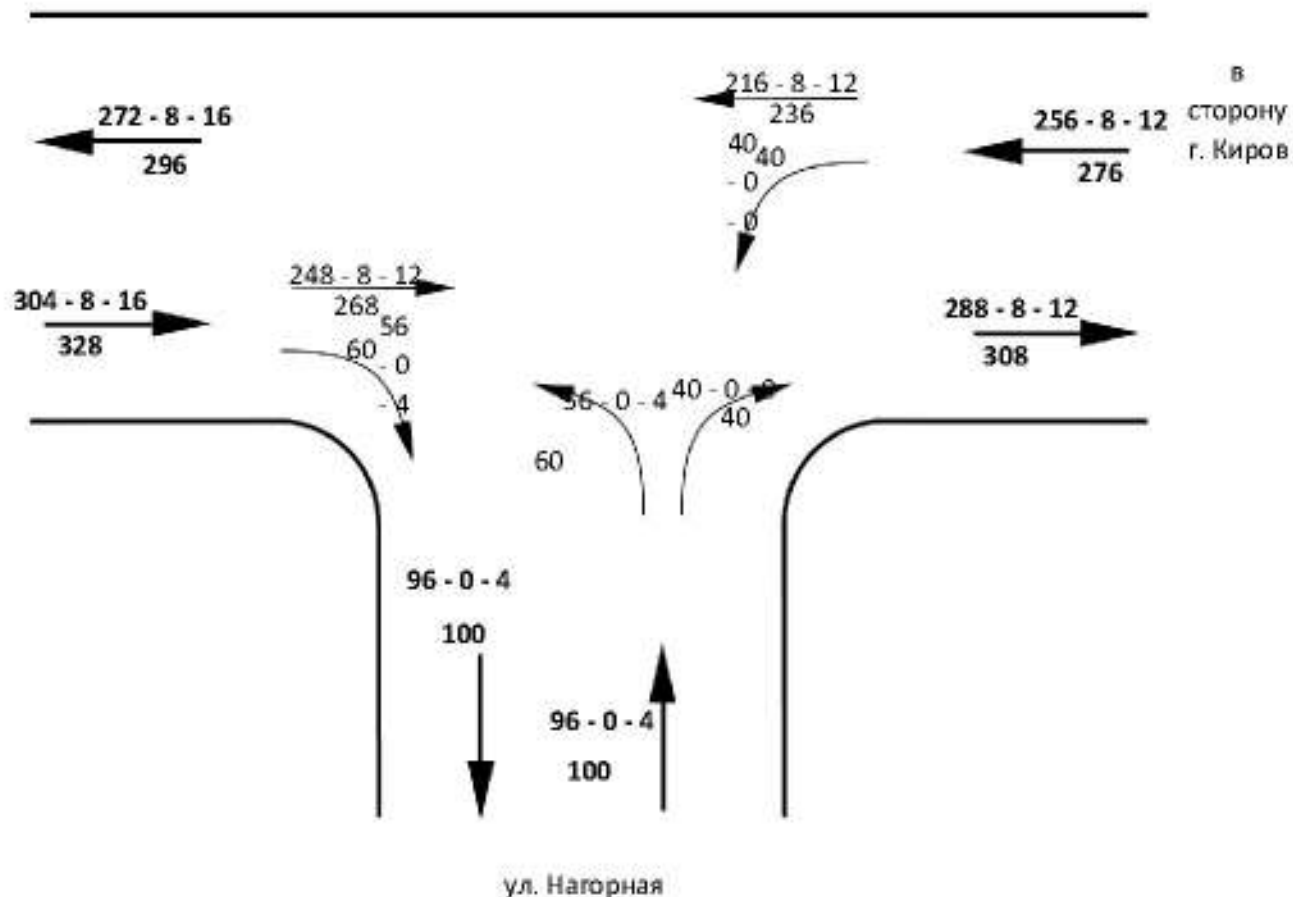 216 - 8 - 12
236
в
сторону
г. Киров
272 - 8 - 16
296
256 - 8 - 12
276
40
40
- 0
- 0
248 - 8 - 12
268
304 - 8 - 16
328
56
60
- 0
- 4
288 - 8 - 12
308
56 - 0 - 4
60
40 - 0 - 0
40
96 - 0 - 4
100
96 - 0 - 4
100
ул. Нагорная